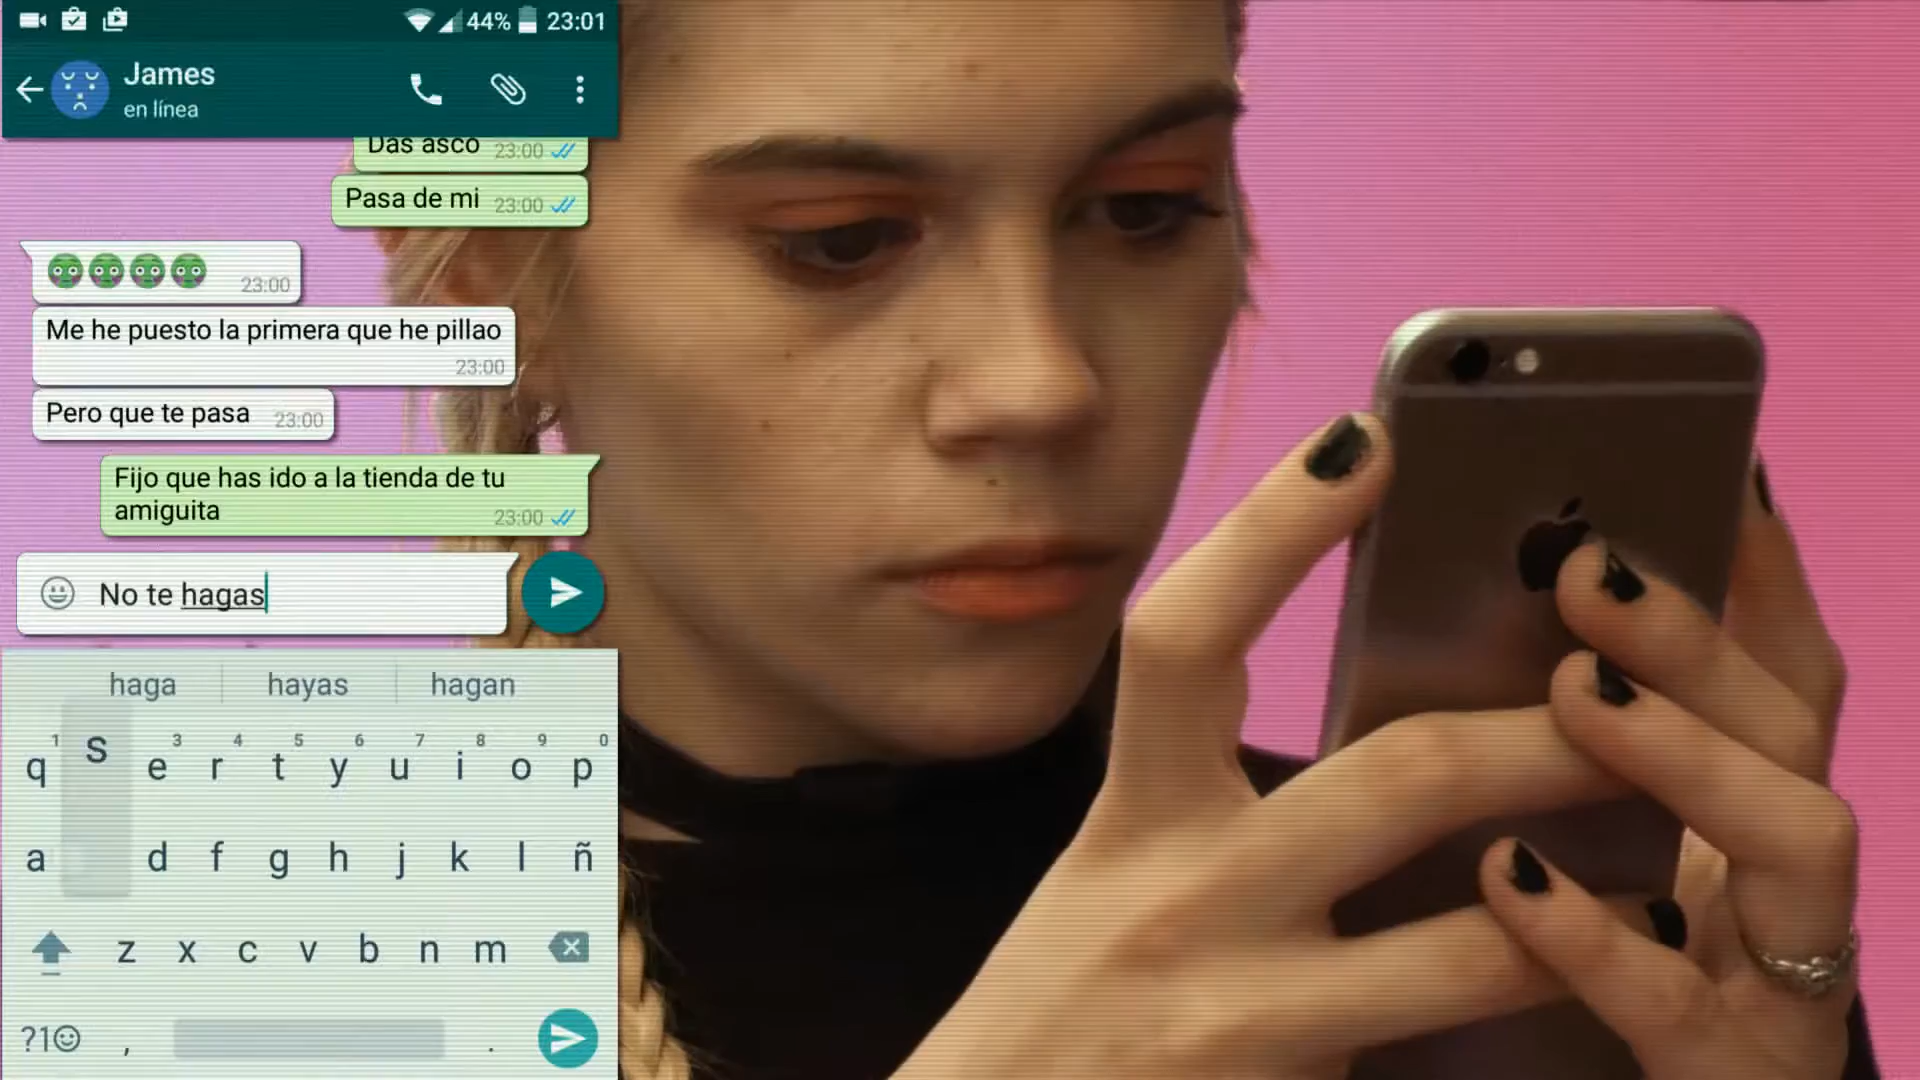 44% 23:01
James
en línea
Das asco 23:00
Pasa de mi 23:00
23:00
Me he puesto la primera que he pillao
23:00
Pero que te pasa 23:00
Fijo que has ido a la tienda de tu
amiguita 23:00
No te hagas
haga hayas hagan
1 3 4 5 6 7 8 9 0
q s e r t y u i o p
a d f g h j k l ñ
z x c v b n m
?1☺ , .